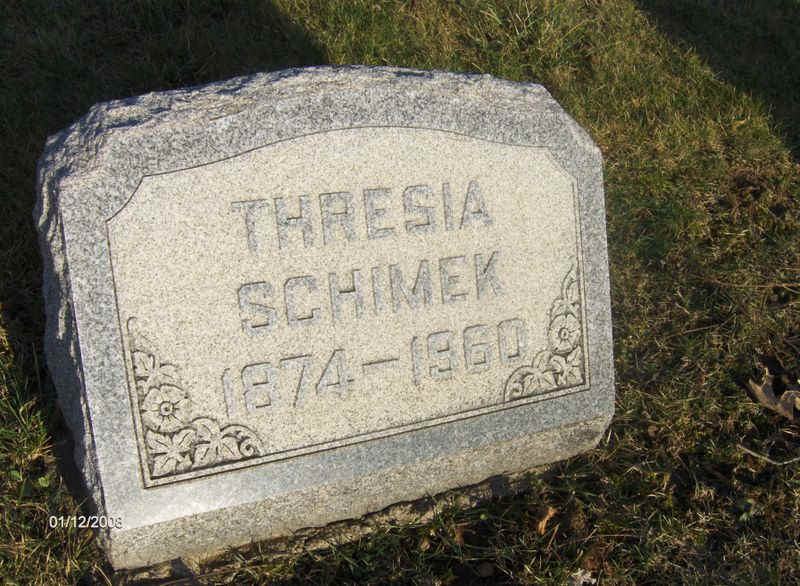 THRESIA
SCHIMEK
1874-1960
01/12/2008